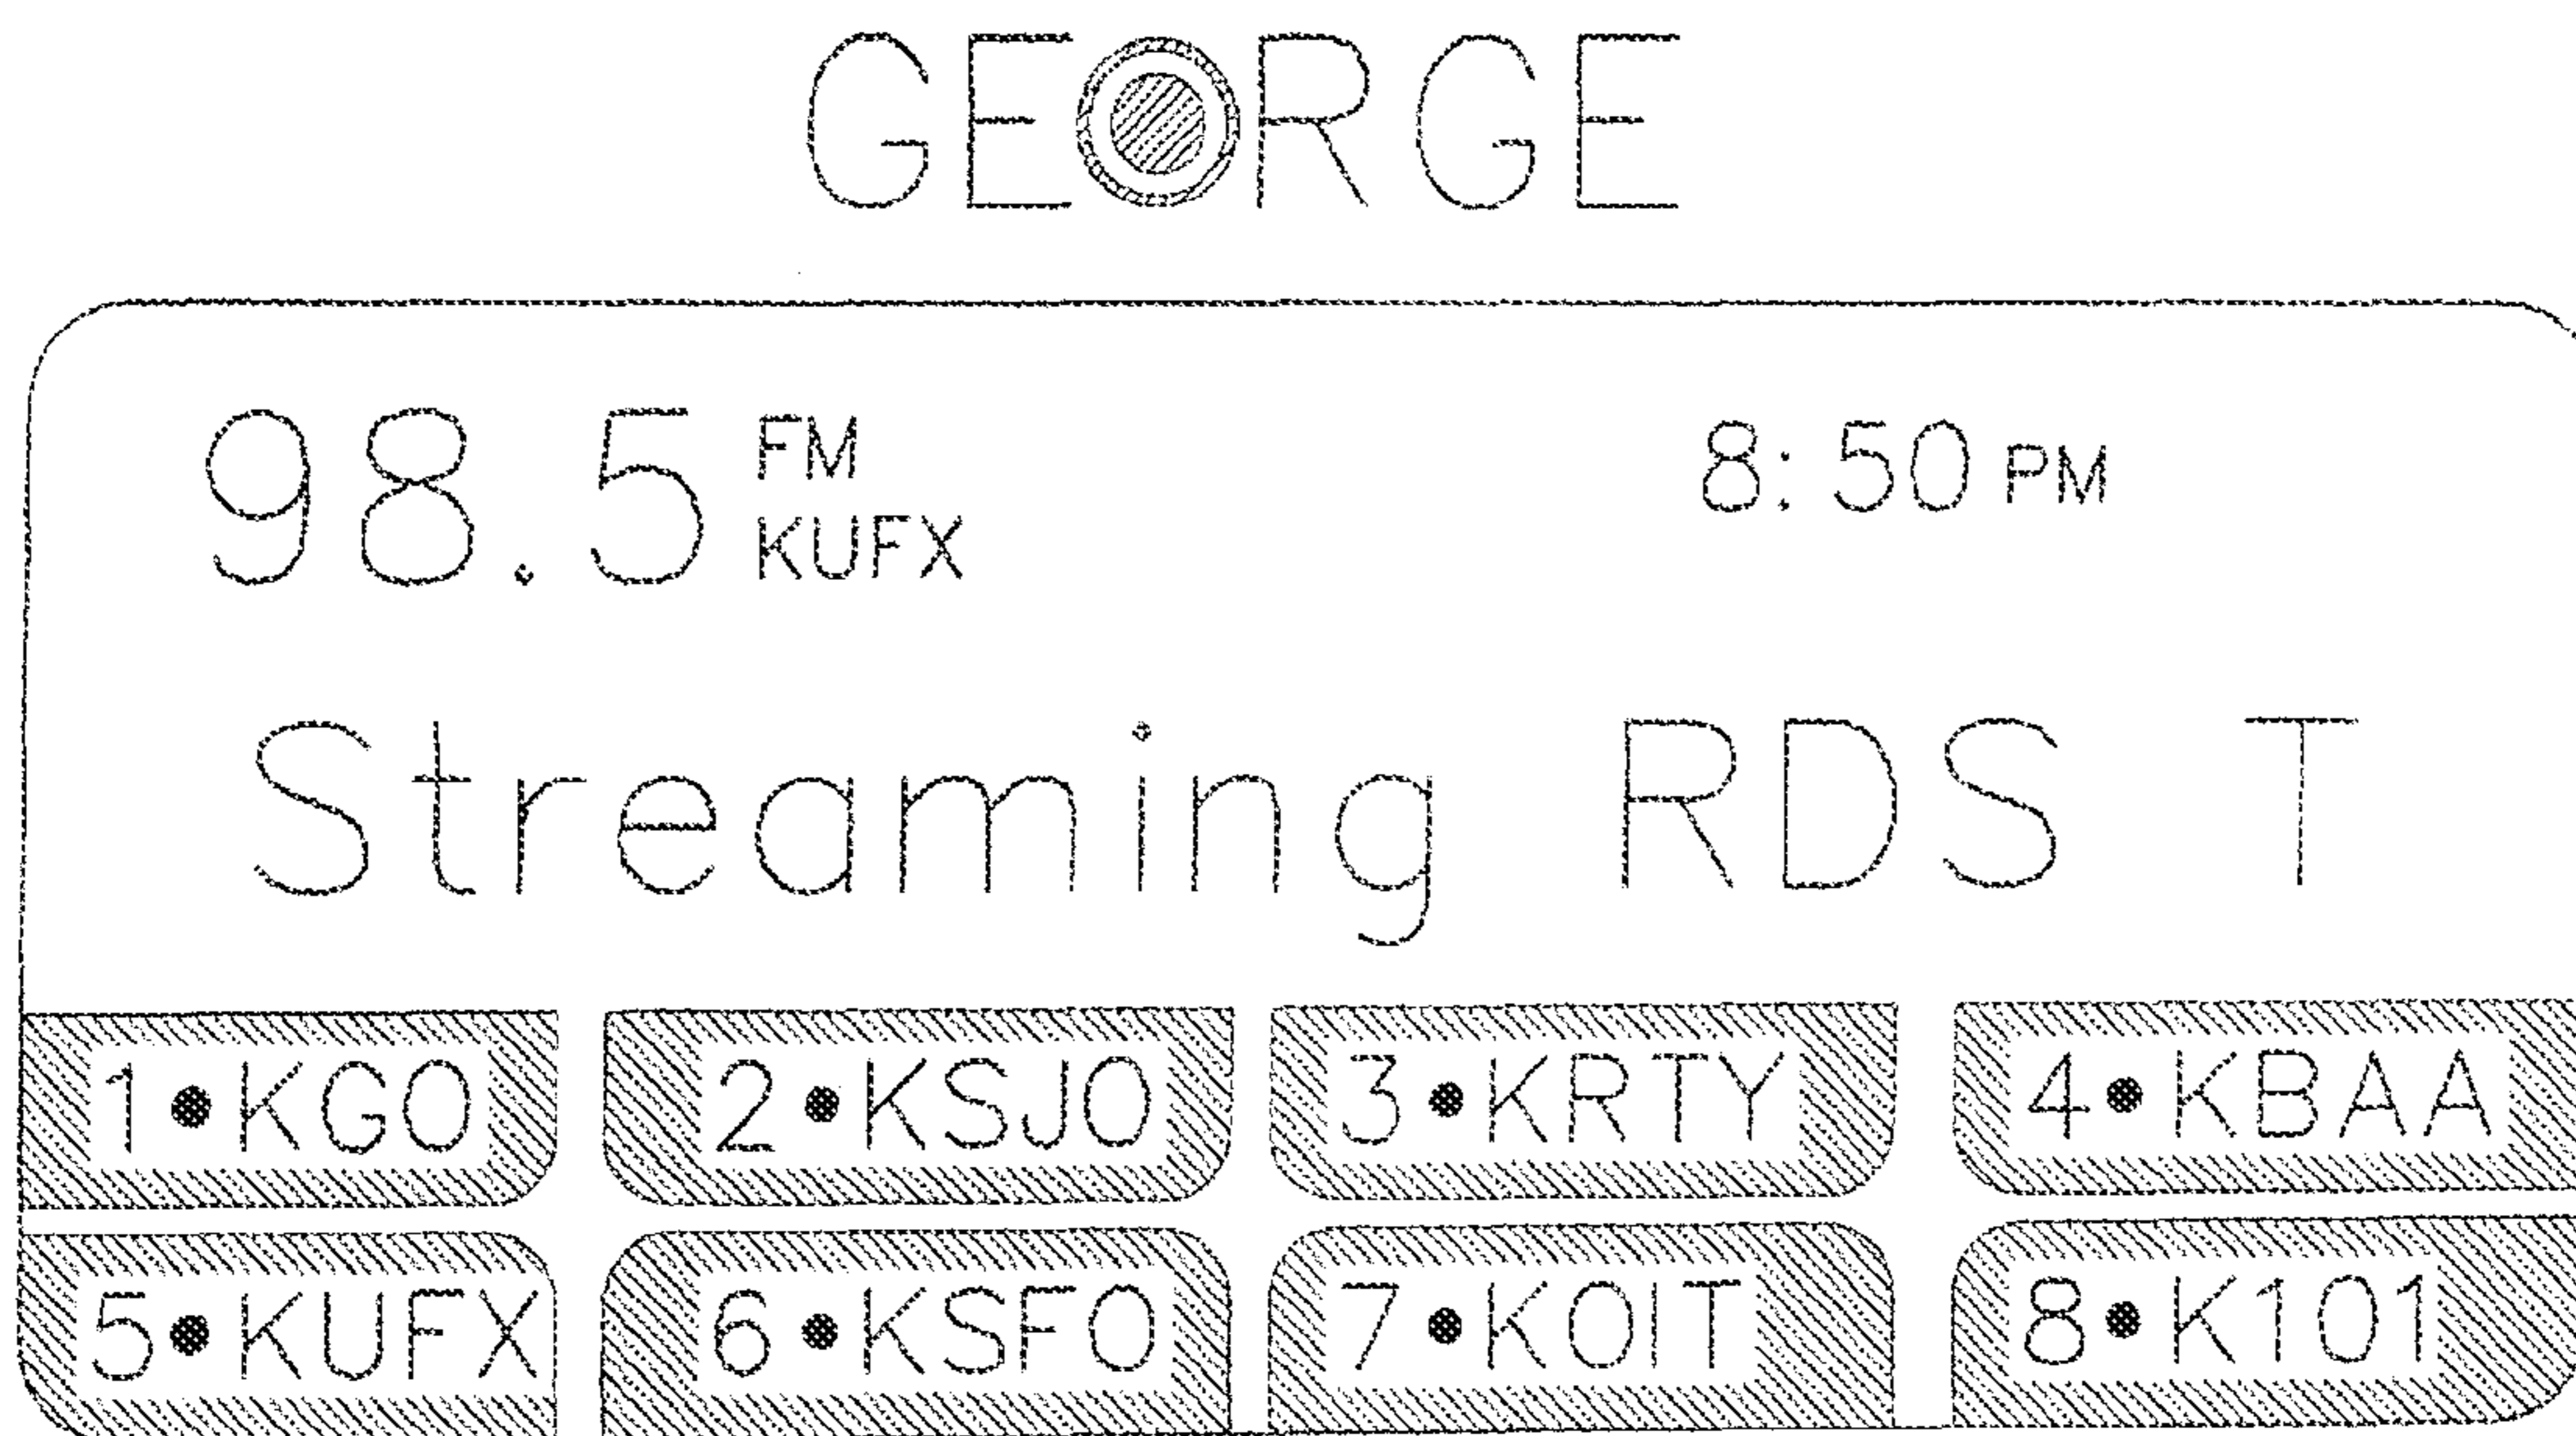 GEORGE
98.5 FM 8:50 PM
KUFX
Streaming RDS T
1•KGO 2•KSJO 3•KRTY 4•KBAA
5•KUFX 6•KSFO 7•KOIT 8•K101